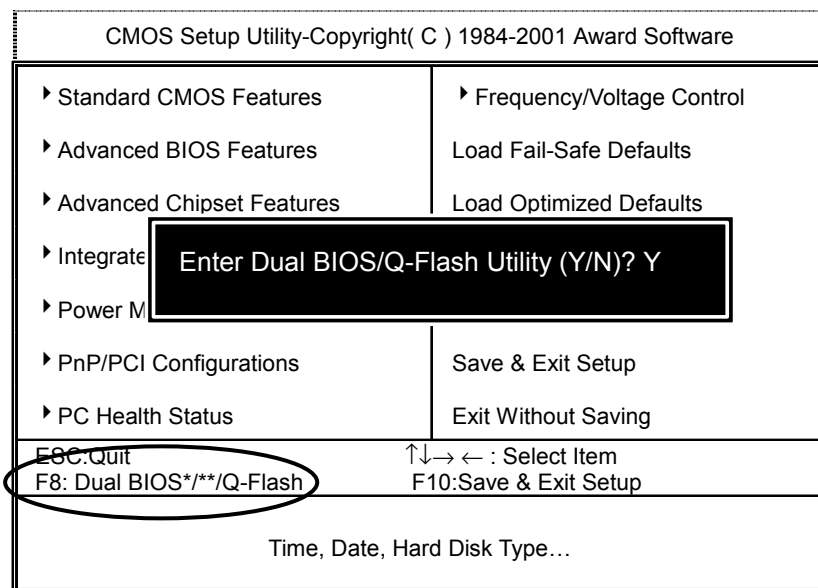 CMOS Setup Utility-Copyright( C ) 1984-2001 Award Software
Standard CMOS Features
Advanced BIOS Features
Advanced Chipset Features
Integrate
Power M
PnP/PCI Configurations
PC Health Status
Frequency/Voltage Control
Load Fail-Safe Defaults
Load Optimized Defaults
Save & Exit Setup
Exit Without Saving
Enter Dual BIOS/Q-Flash Utility (Y/N)? Y
ESC:Quit ↑↓→ ← : Select Item
F8: Dual BIOS*/**/Q-Flash F10:Save & Exit Setup
Time, Date, Hard Disk Type…